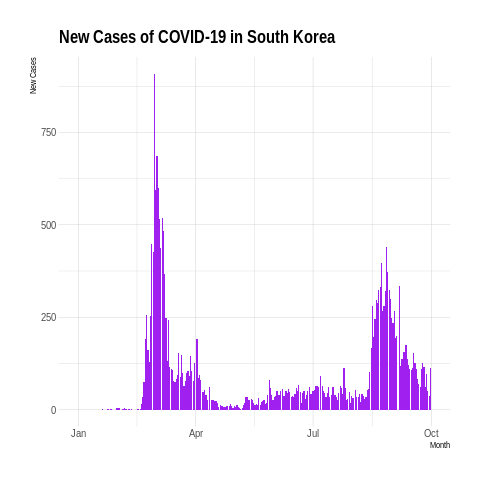 New Cases of COVID-19 in South Korea
New Cases
750
500
250
0
Jan Apr Jul Oct
Month